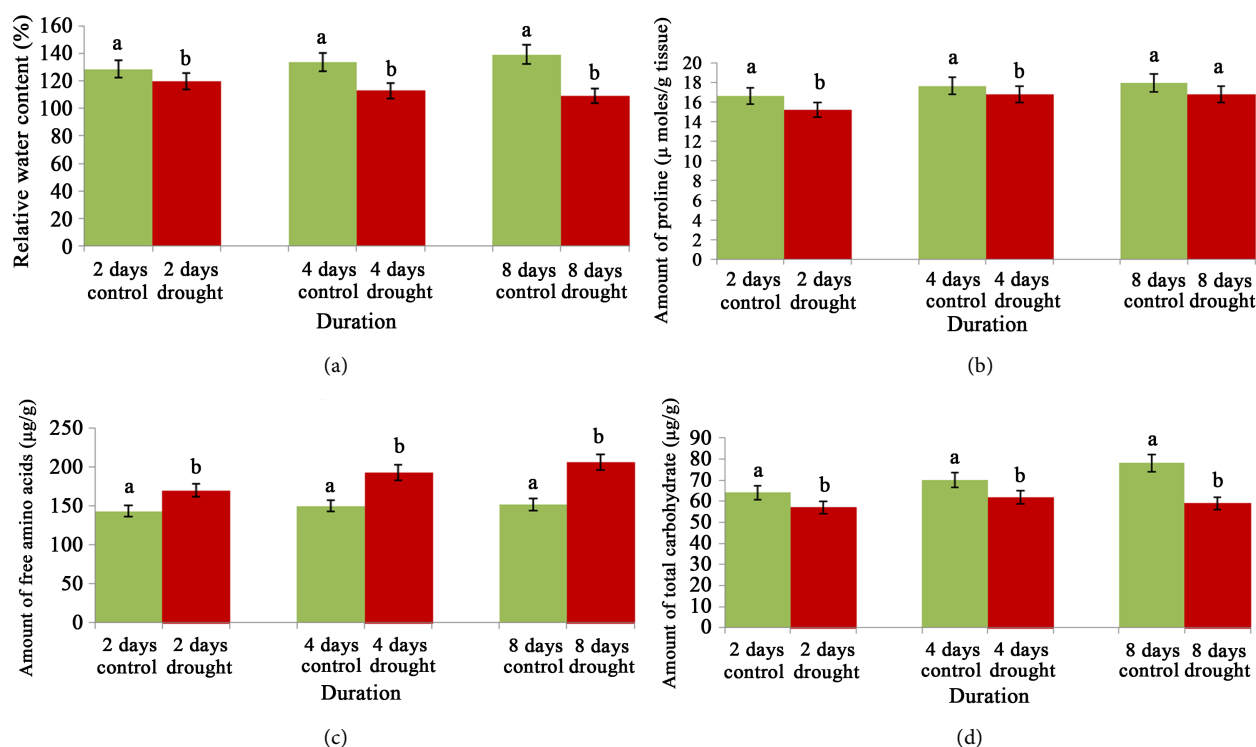 Relative water content (%)
160
140
120
100
80
60
40
20
0
a
b
a
b
a
b
2 days 2 days 4 days 4 days 8 days 8 days
control drought control drought control drought
Duration
(a)
Amount of proline (μ moles/g tissue)
20
18
16
14
12
10
8
6
4
2
0
a
b
a
b
a
a
2 days 2 days 4 days 4 days 8 days 8 days
control drought control drought control drought
Duration
(b)
Amount of free amino acids (μg/g)
250
200
150
100
50
0
a
b
a
b
a
b
2 days 2 days 4 days 4 days 8 days 8 days
control drought control drought control drought
Duration
(c)
Amount of total carbohydrate (μg/g)
90
80
70
60
50
40
30
20
10
0
a
b
a
b
a
b
2 days 2 days 4 days 4 days 8 days 8 days
control drought control drought control drought
Duration
(d)